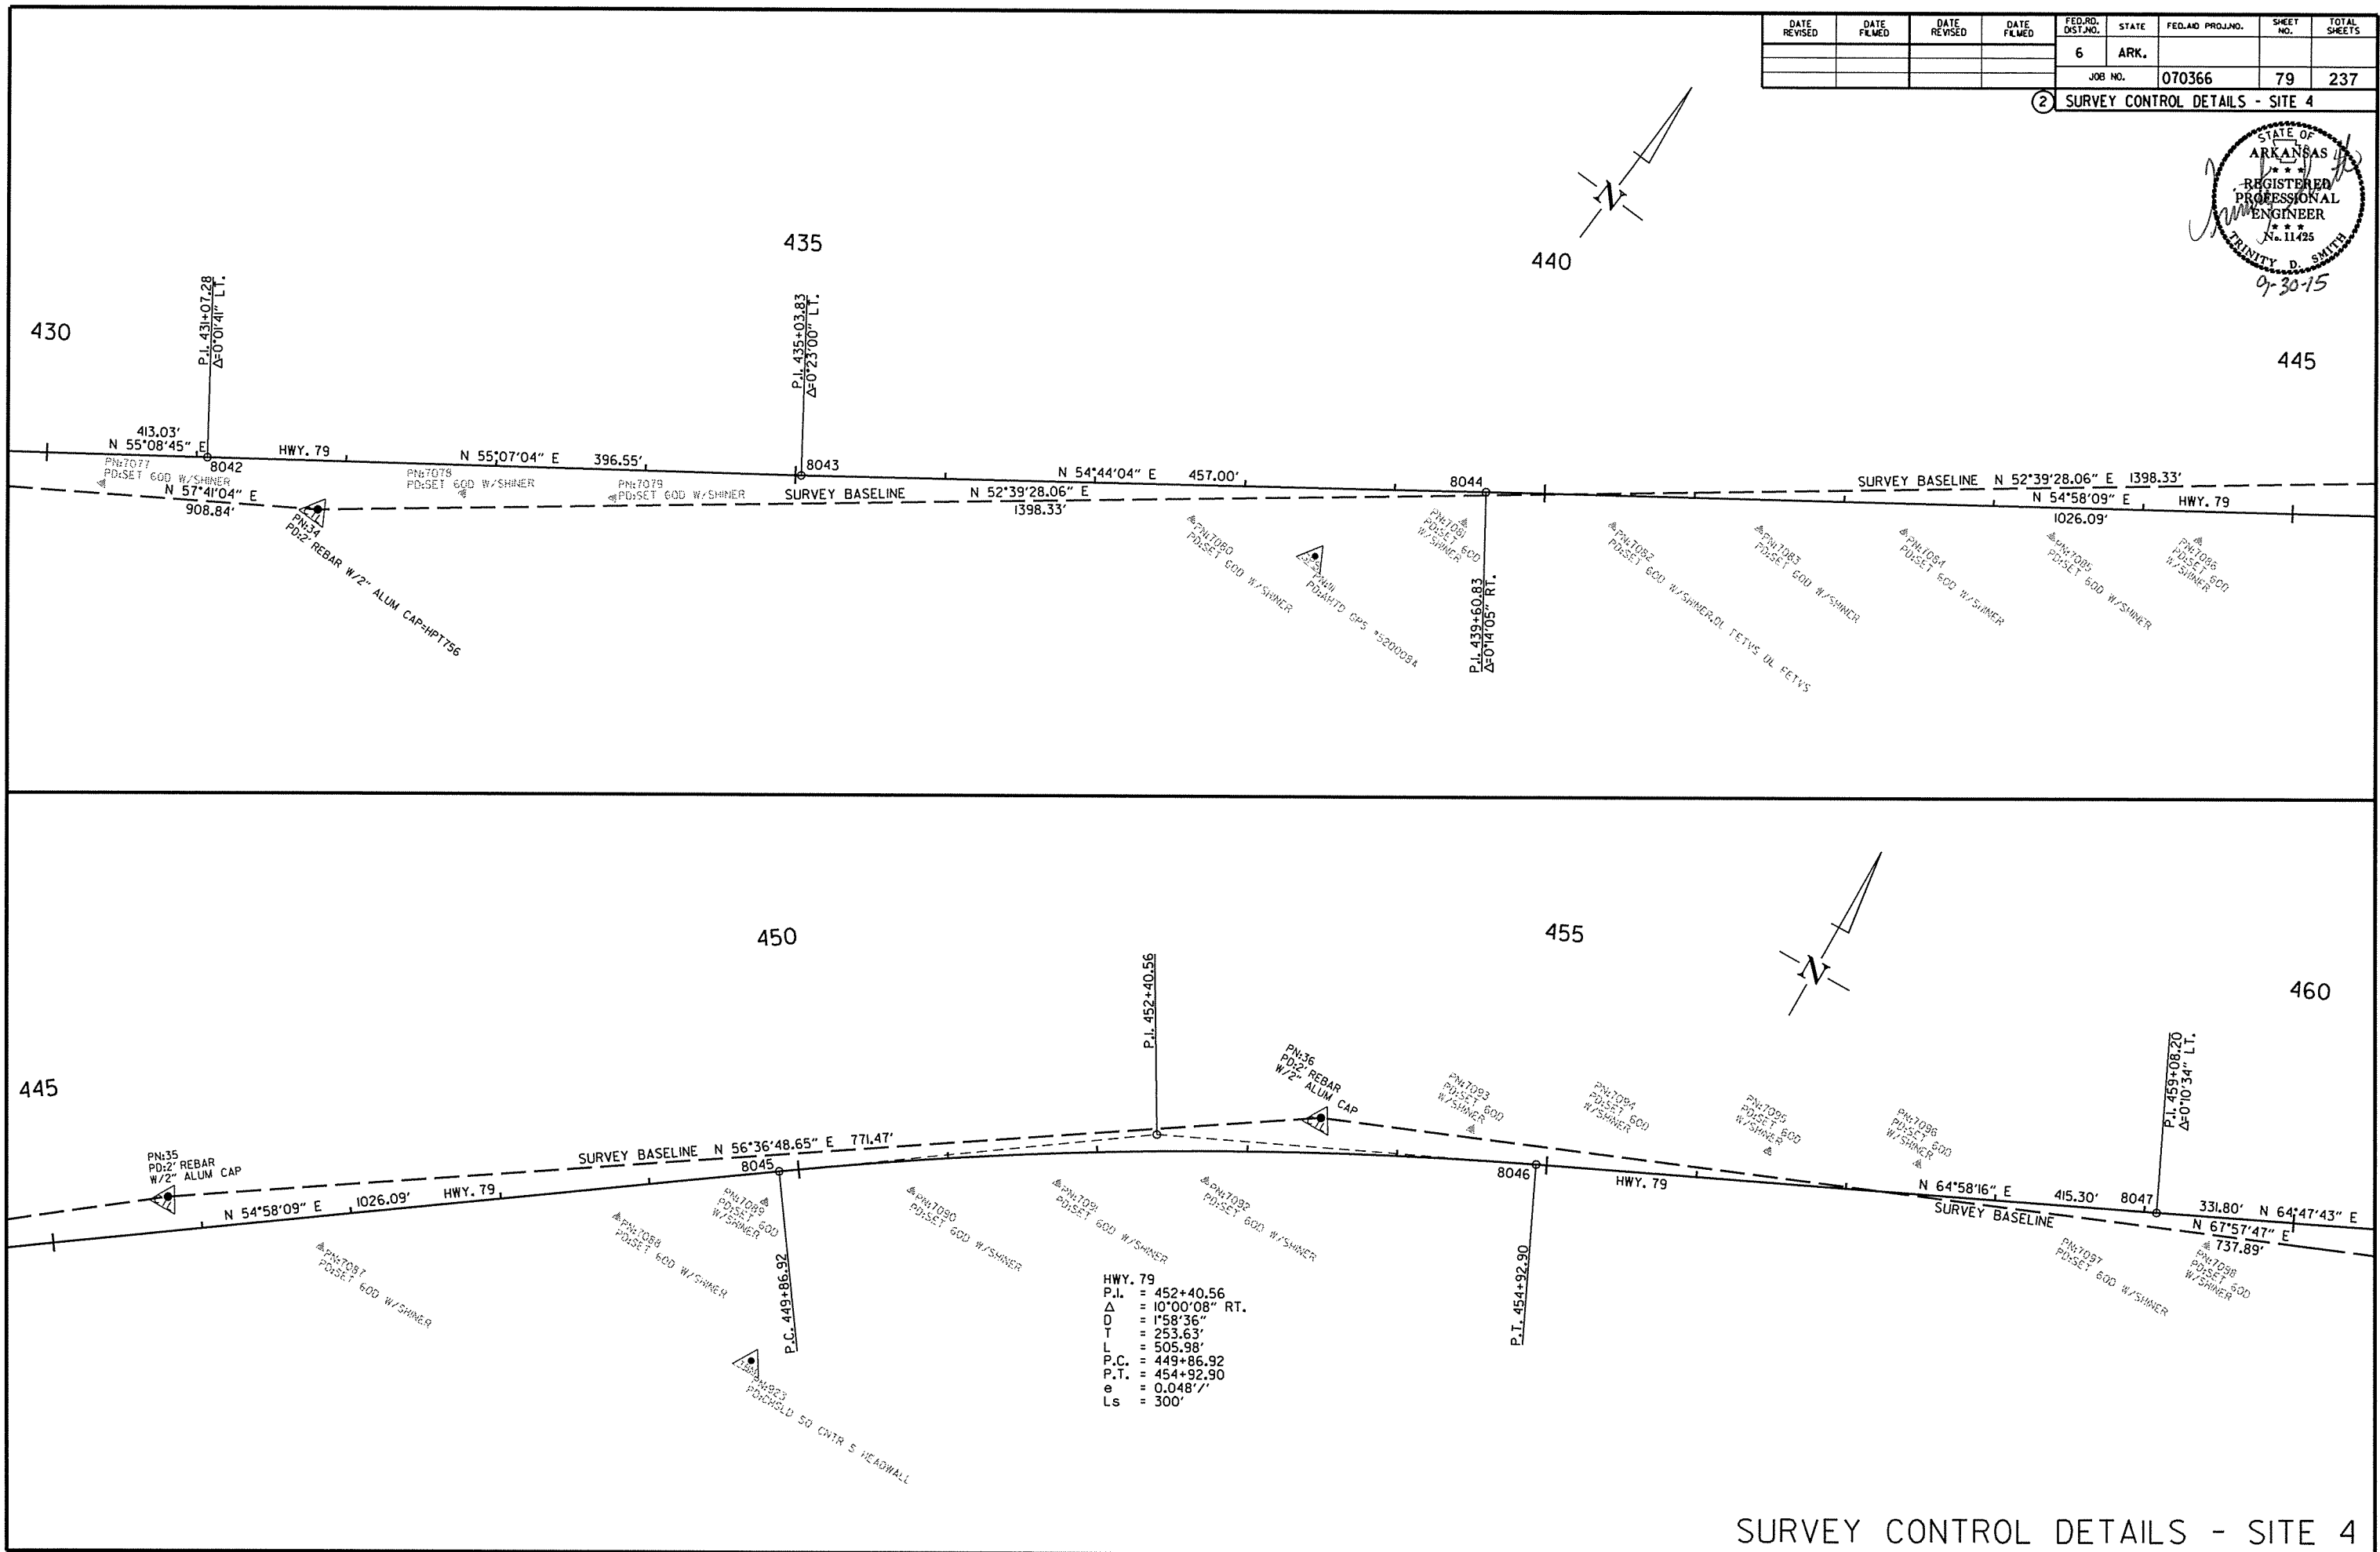 DATE REVISED
DATE FILMED
DATE REVISED
DATE FILMED
FED.RD. DIST.NO.
STATE
FED.AID PROJ.NO.
SHEET NO.
TOTAL SHEETS
6
ARK.
JOB NO.
070366
79
237
2
SURVEY CONTROL DETAILS - SITE 4
STATE OF
ARKANSAS
REGISTERED
PROFESSIONAL
ENGINEER
No. 11425
TRINITY D. SMITH
9-30-15
N
430
435
440
445
P.I. 431+07.28
Δ=0°01'41" LT.
P.I. 435+03.83
Δ=0°23'00" LT.
413.03'
N 55°08'45" E
8042
HWY. 79
N 55°07'04" E 396.55'
8043
N 54°44'04" E 457.00'
8044
SURVEY BASELINE N 52°39'28.06" E 1398.33'
N 54°58'09" E HWY. 79
1026.09'
PN:7077
PD:SET 60D W/SHINER
N 57°41'04" E
908.84'
PN:7078
PD:SET 60D W/SHINER
PN:7079
PD:SET 60D W/SHINER
SURVEY BASELINE N 52°39'28.06" E
1398.33'
PN:34
PD:2' REBAR W/2" ALUM CAP=HPT756
PN:7080
PD:SET 60D W/SHINER
PD:AHTD GPS #520008A
PN:7081
PD:SET 60D
W/SHINER
P.I. 439+60.83
Δ=0°14'05" RT.
PN:7082
PD:SET 60D W/SHINER,OL FETVS OL FETVS
PN:7083
PD:SET 60D W/SHINER
PN:7084
PD:SET 60D W/SHINER
PN:7085
PD:SET 60D W/SHINER
PN:7086
PD:SET 60D
W/SHINER
445
450
455
460
N
P.I. 452+40.56
P.I. 459+08.20
Δ=0°10'34" LT.
PN:35
PD:2' REBAR
W/2" ALUM CAP
N 54°58'09" E 1026.09' HWY. 79
SURVEY BASELINE N 56°36'48.65" E 771.47'
8045
PN:36
PD:2' REBAR
W/2" ALUM CAP
PN:7093
PD:SET 60D
W/SHINER
PN:7094
PD:SET 60D
W/SHINER
PN:7095
PD:SET 60D
W/SHINER
PN:7096
PD:SET 60D
W/SHINER
8046
HWY. 79
N 64°58'16" E 415.30' 8047
331.80' N 64°47'43" E
SURVEY BASELINE
N 67°57'47" E
737.89'
PN:7087
PD:SET 60D W/SHINER
PN:7088
PD:SET 60D W/SHINER
PN:7089
PD:SET 60D
W/SHINER
P.C. 449+86.92
PN:7090
PD:SET 60D W/SHINER
PN:7091
PD:SET 60D W/SHINER
PN:7092
PD:SET 60D W/SHINER
P.T. 454+92.90
PN:7097
PD:SET 60D W/SHINER
PN:7098
PD:SET 60D
W/SHINER
PN:923
PD:CHSLD SQ CNTR S HEADWALL
HWY. 79
P.I. = 452+40.56
Δ = 10°00'08" RT.
D = 1°58'36"
T = 253.63'
L = 505.98'
P.C. = 449+86.92
P.T. = 454+92.90
e = 0.048'/'
Ls = 300'
SURVEY CONTROL DETAILS - SITE 4